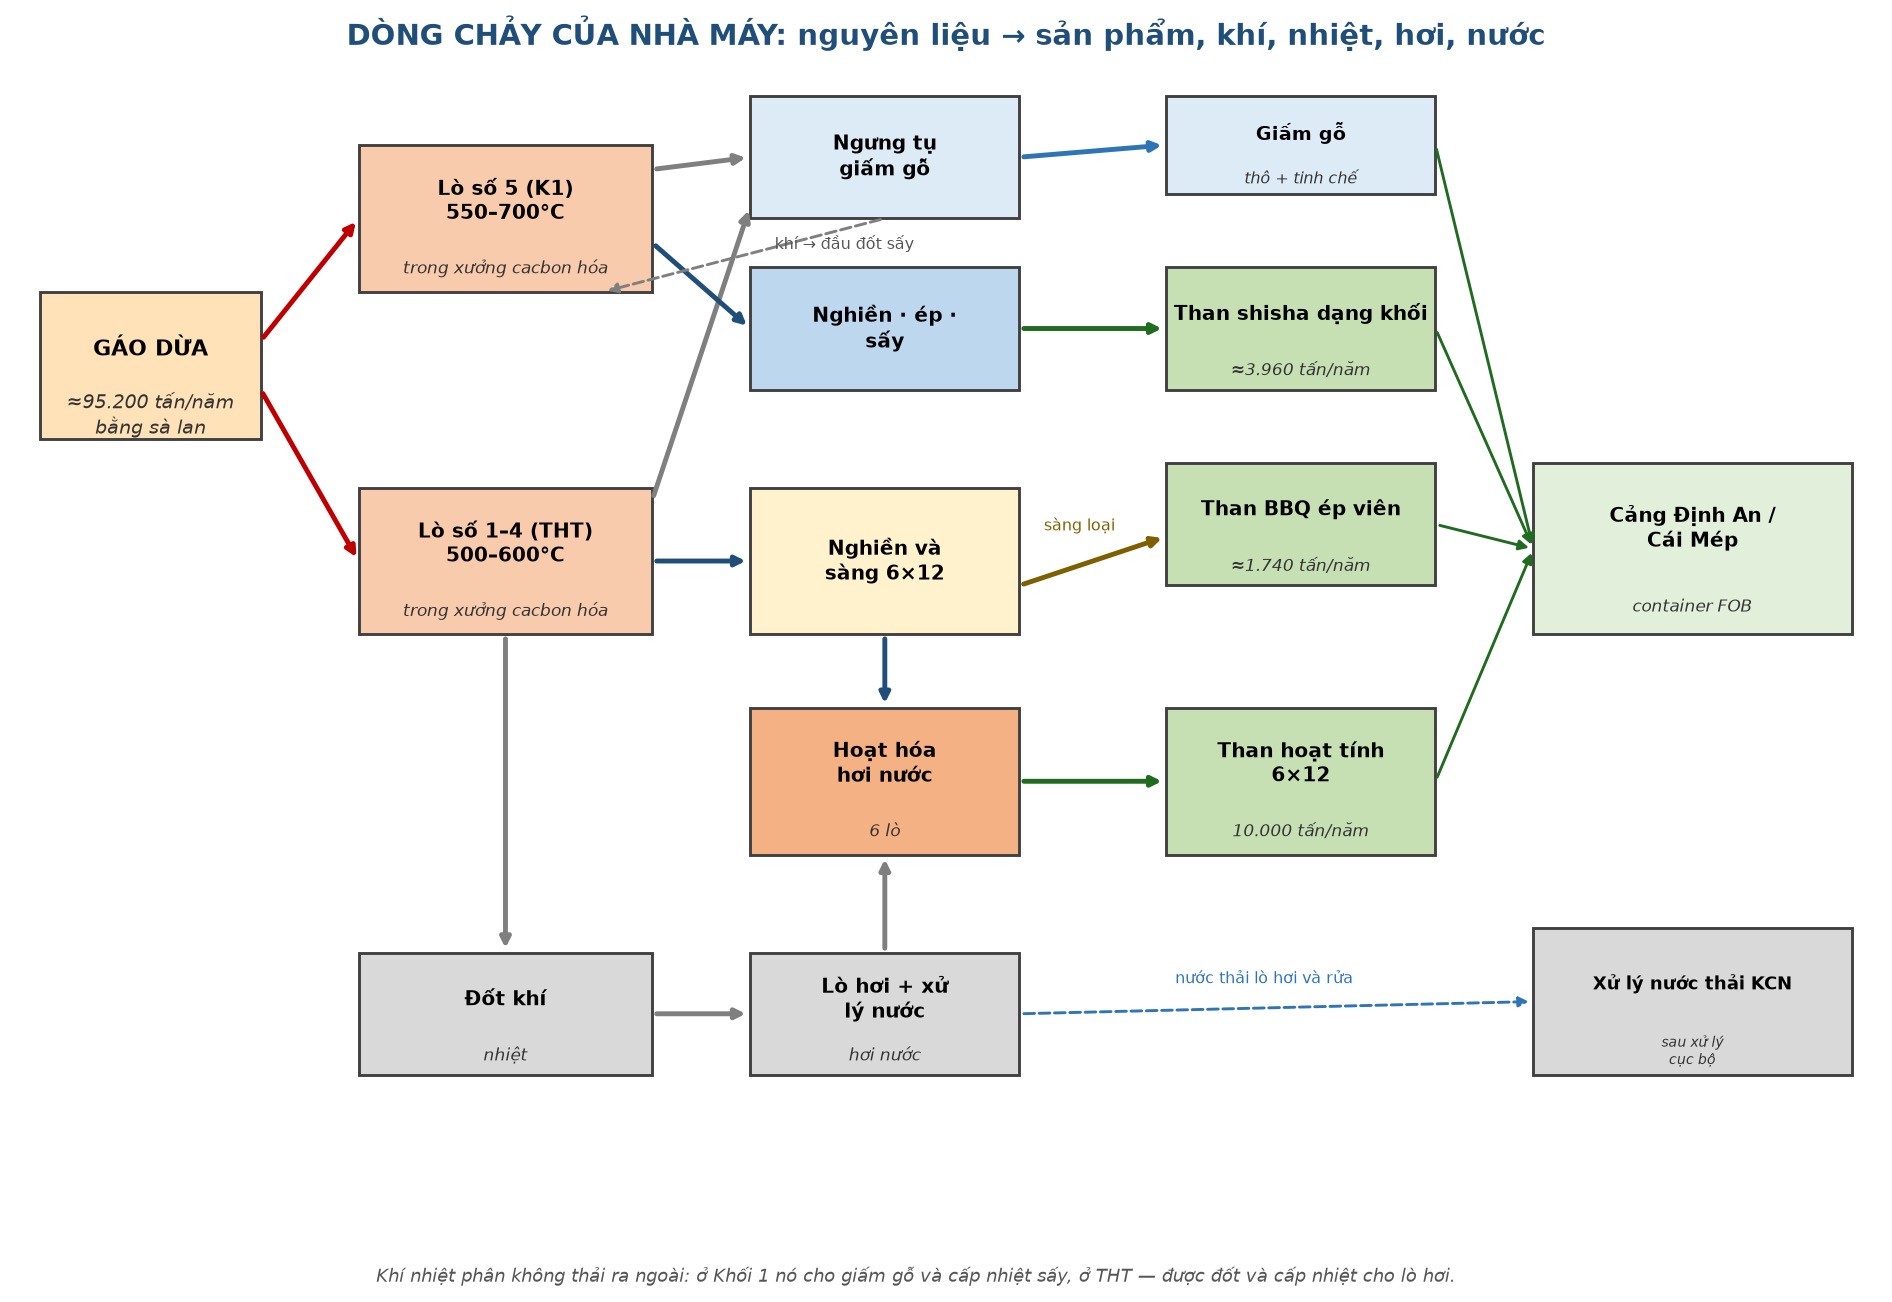 DÒNG CHẢY CỦA NHÀ MÁY: nguyên liệu → sản phẩm, khí, nhiệt, hơi, nước
GÁO DỪA
≈95.200 tấn/năm
bằng sà lan
Lò số 5 (K1)
550–700°C
trong xưởng cacbon hóa
Lò số 1–4 (THT)
500–600°C
trong xưởng cacbon hóa
Đốt khí
nhiệt
Ngưng tụ
giấm gỗ
khí → đầu đốt sấy
Nghiền · ép ·
sấy
Nghiền và
sàng 6×12
sàng loại
Hoạt hóa
hơi nước
6 lò
Lò hơi + xử
lý nước
hơi nước
Giấm gỗ
thô + tinh chế
Than shisha dạng khối
≈3.960 tấn/năm
Than BBQ ép viên
≈1.740 tấn/năm
Than hoạt tính
6×12
10.000 tấn/năm
nước thải lò hơi và rửa
Cảng Định An /
Cái Mép
container FOB
Xử lý nước thải KCN
sau xử lý
cục bộ
Khí nhiệt phân không thải ra ngoài: ở Khối 1 nó cho giấm gỗ và cấp nhiệt sấy, ở THT — được đốt và cấp nhiệt cho lò hơi.